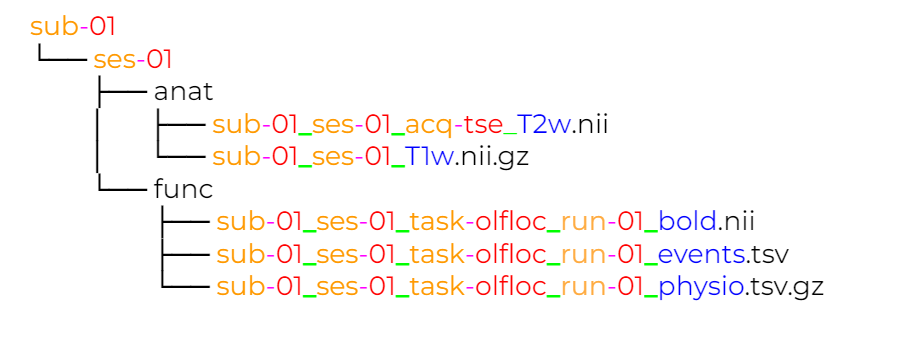 sub-01
ses-01
anat
sub-01_ses-01_acq-tse_T2w.nii
sub-01_ses-01_T1w.nii.gz
func
sub-01_ses-01_task-olfloc_run-01_bold.nii
sub-01_ses-01_task-olfloc_run-01_events.tsv
sub-01_ses-01_task-olfloc_run-01_physio.tsv.gz